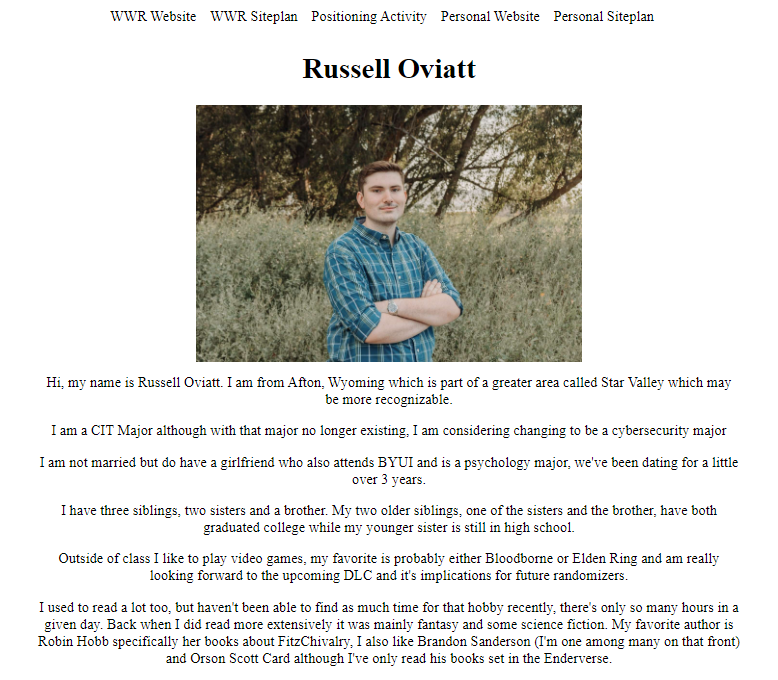 WWR Website WWR Siteplan Positioning Activity Personal Website Personal Siteplan
Russell Oviatt
Hi, my name is Russell Oviatt. I am from Afton, Wyoming which is part of a greater area called Star Valley which may
be more recognizable.
I am a CIT Major although with that major no longer existing, I am considering changing to be a cybersecurity major
I am not married but do have a girlfriend who also attends BYUI and is a psychology major, we've been dating for a little
over 3 years.
I have three siblings, two sisters and a brother. My two older siblings, one of the sisters and the brother, have both
graduated college while my younger sister is still in high school.
Outside of class I like to play video games, my favorite is probably either Bloodborne or Elden Ring and am really
looking forward to the upcoming DLC and it's implications for future randomizers.
I used to read a lot too, but haven't been able to find as much time for that hobby recently, there's only so many hours in a
given day. Back when I did read more extensively it was mainly fantasy and some science fiction. My favorite author is
Robin Hobb specifically her books about FitzChivalry, I also like Brandon Sanderson (I'm one among many on that front)
and Orson Scott Card although I've only read his books set in the Enderverse.